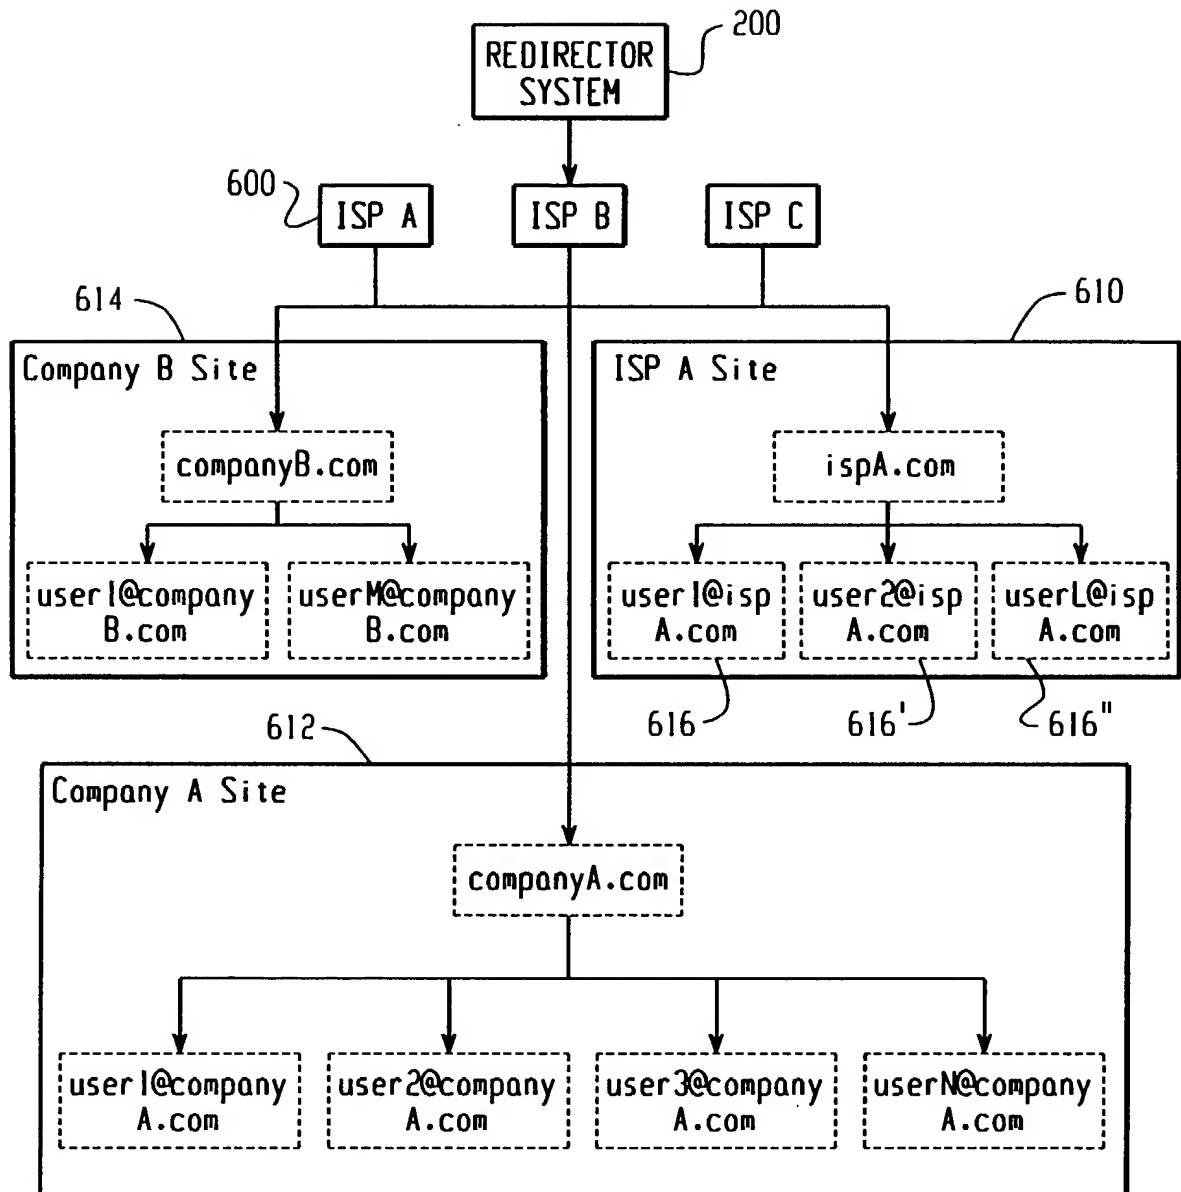 200
REDIRECTOR
SYSTEM
600
ISP A
ISP B
ISP C
614
610
Company B Site
ISP A Site
companyB.com
ispA.com
user1@company
B.com
userM@company
B.com
user1@isp
A.com
user2@isp
A.com
userL@isp
A.com
616
616'
616"
612
Company A Site
companyA.com
user1@company
A.com
user2@company
A.com
user3@company
A.com
userN@company
A.com